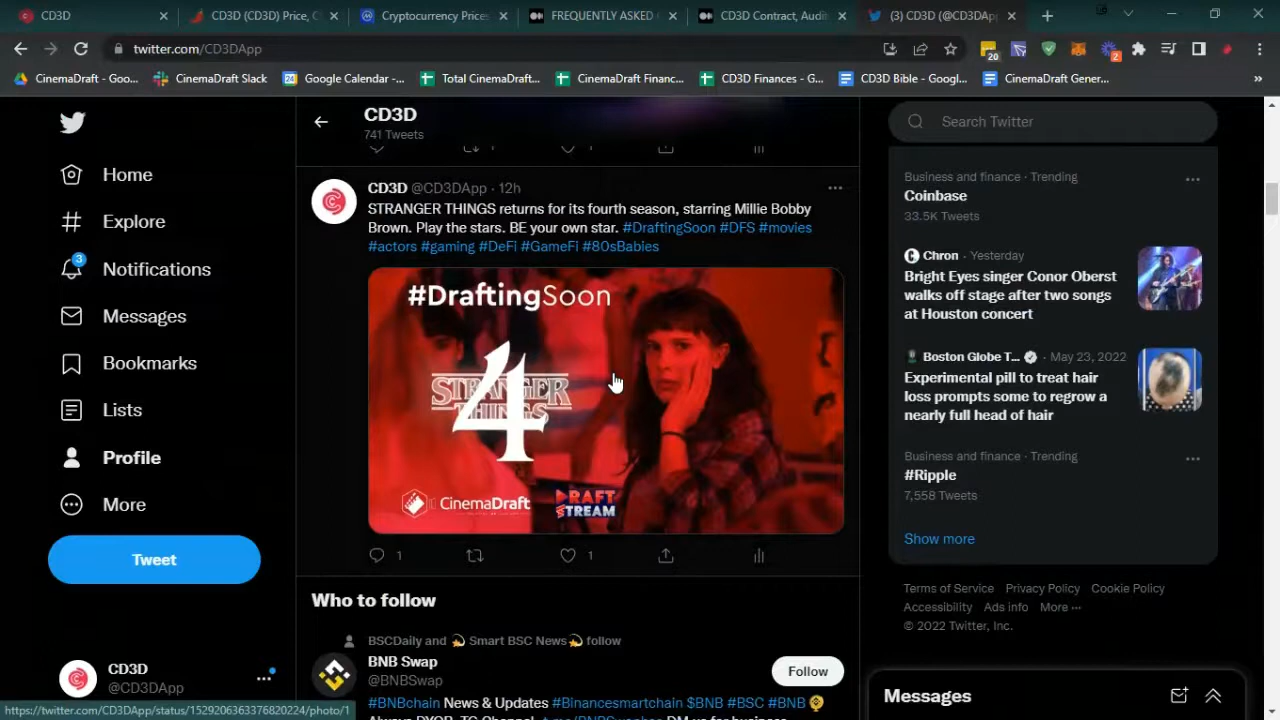 CD3D
CD3D (CD3D) Price, C
Cryptocurrency Prices
FREQUENTLY ASKED
CD3D Contract, Audi
(3) CD3D (@CD3DAp
twitter.com/CD3DApp
20
2
CinemaDraft - Goo...
CinemaDraft Slack
24
Google Calendar -...
Total CinemaDraft...
CinemaDraft Financ...
CD3D Finances – G...
CD3D Bible - Googl...
CinemaDraft Gener...
»
Home
Explore
3
Notifications
Messages
Bookmarks
Lists
Profile
More
Tweet
CD3D
@CD3DApp
CD3D
741 Tweets
1
1
CD3D @CD3DApp · 12h
STRANGER THINGS returns for its fourth season, starring Millie Bobby
Brown. Play the stars. BE your own star. #DraftingSoon #DFS #movies
#actors #gaming #DeFi #GameFi #80sBabies
#DraftingSoon
STRANGER
THINGS
4
CinemaDraft
DRAFT
STREAM
1
1
Who to follow
BSCDaily and 💫 Smart BSC News💫 follow
BNB Swap
@BNBSwap
Follow
#BNBchain News & Updates #Binancesmartchain $BNB #BSC #BNB
Search Twitter
Business and finance · Trending
Coinbase
33.5K Tweets
Chron · Yesterday
Bright Eyes singer Conor Oberst
walks off stage after two songs
at Houston concert
Boston Globe T... · May 23, 2022
Experimental pill to treat hair
loss prompts some to regrow a
nearly full head of hair
Business and finance · Trending
#Ripple
7,558 Tweets
Show more
Terms of Service Privacy Policy Cookie Policy
Accessibility Ads info More ···
© 2022 Twitter, Inc.
Messages
https://twitter.com/CD3DApp/status/1529206363376820224/photo/1